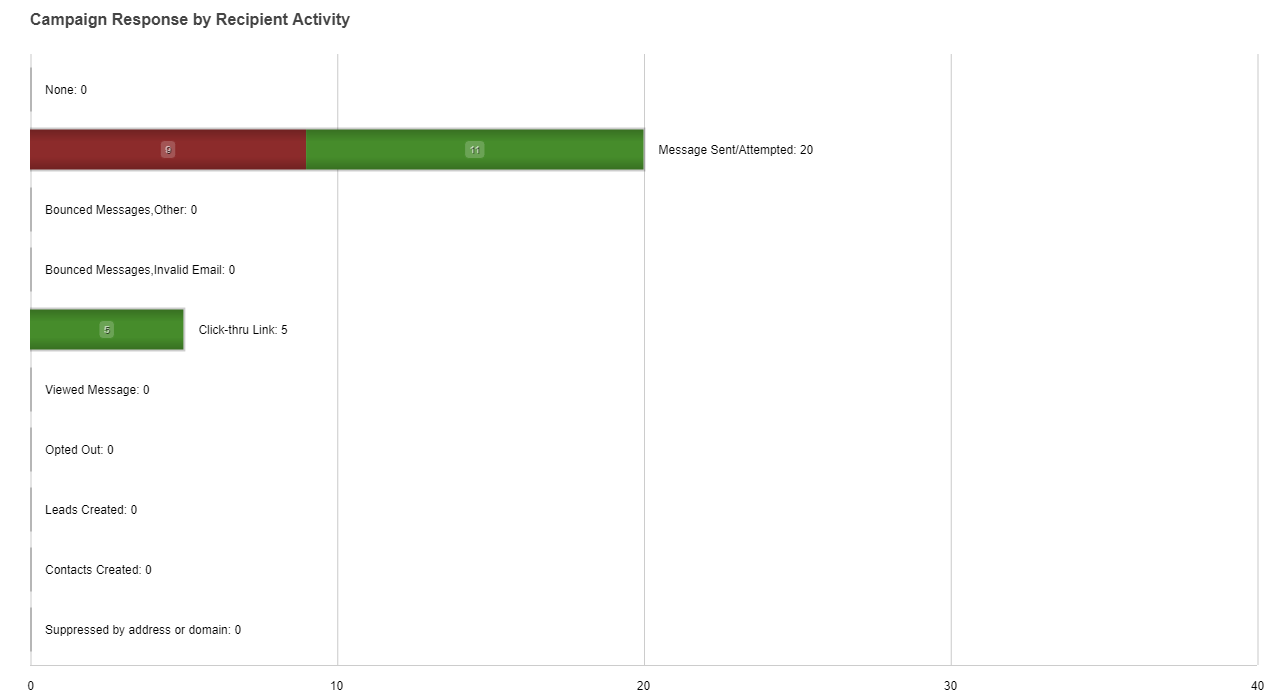 Campaign Response by Recipient Activity
None: 0
9 11 Message Sent/Attempted: 20
Bounced Messages,Other: 0
Bounced Messages,Invalid Email: 0
5 Click-thru Link: 5
Viewed Message: 0
Opted Out: 0
Leads Created: 0
Contacts Created: 0
Suppressed by address or domain: 0
0 10 20 30 40